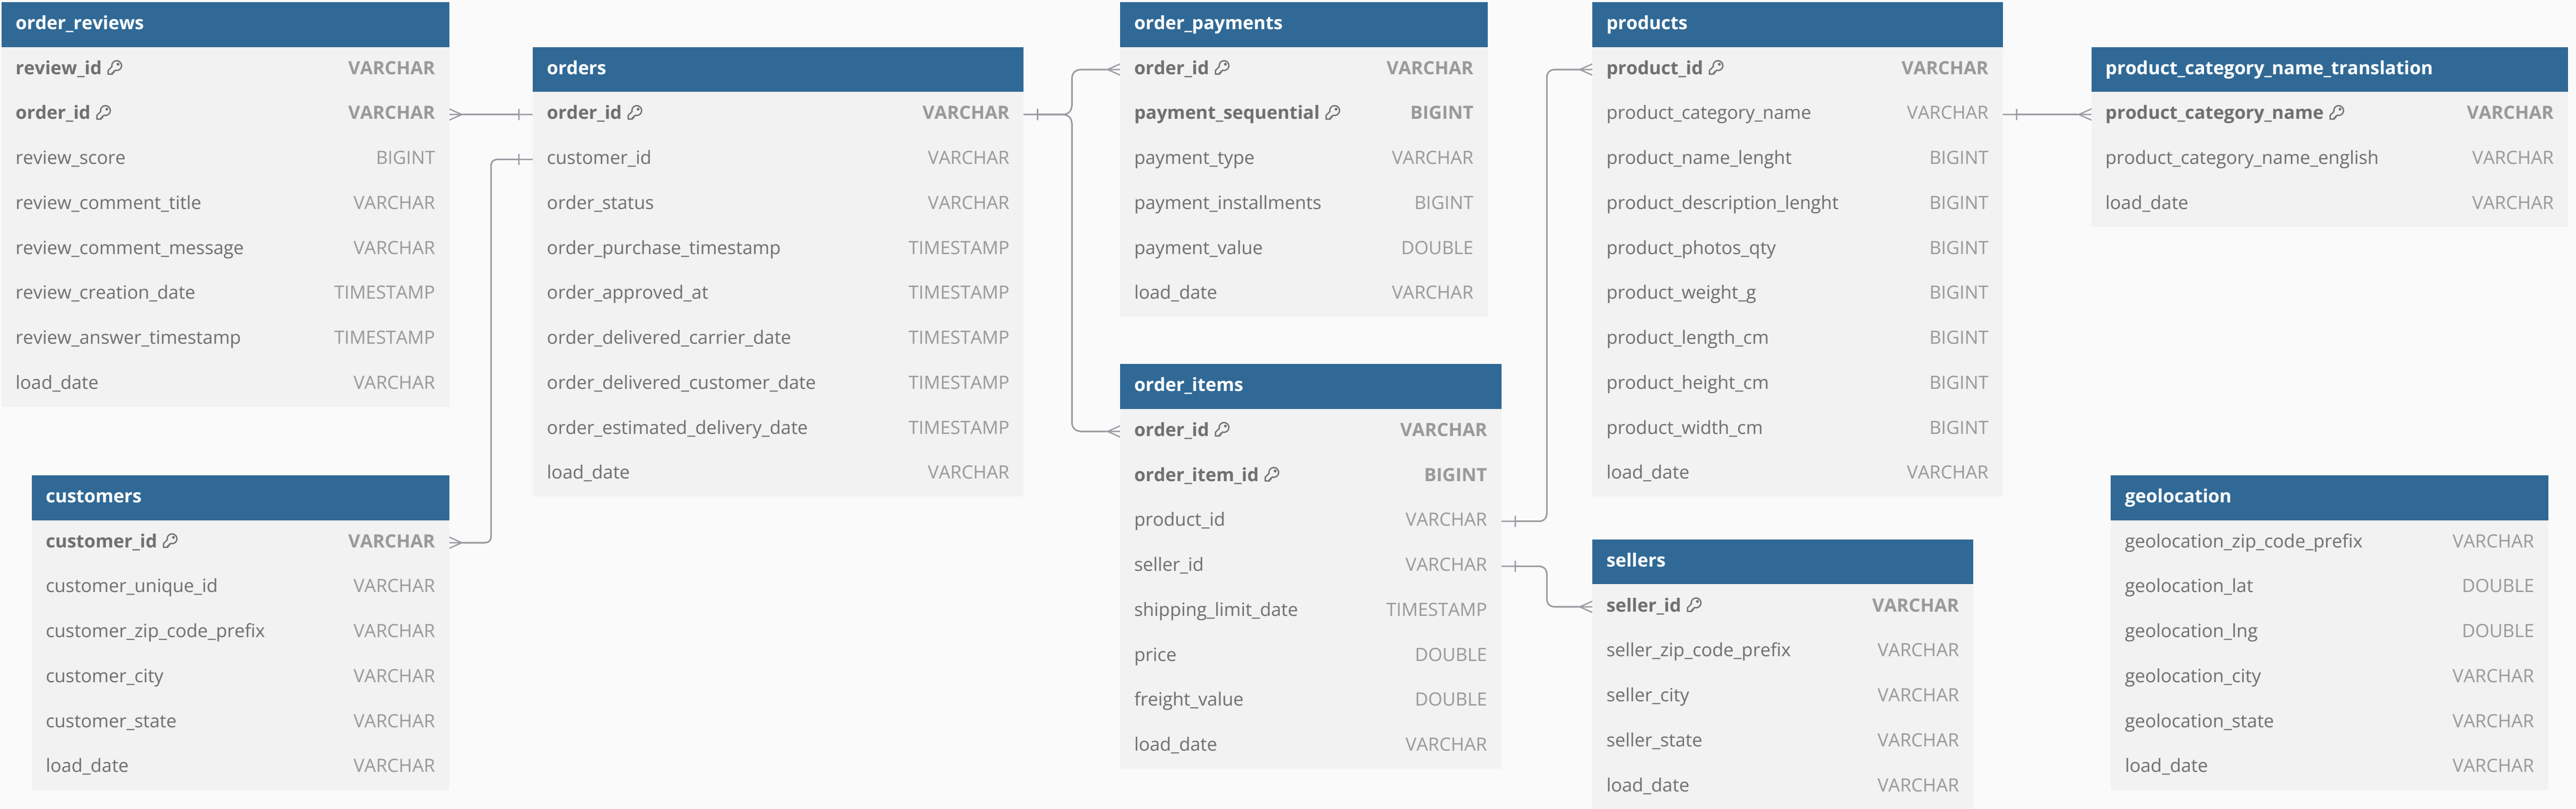 order_reviews
review_id VARCHAR
order_id VARCHAR
review_score BIGINT
review_comment_title VARCHAR
review_comment_message VARCHAR
review_creation_date TIMESTAMP
review_answer_timestamp TIMESTAMP
load_date VARCHAR
customers
customer_id VARCHAR
customer_unique_id VARCHAR
customer_zip_code_prefix VARCHAR
customer_city VARCHAR
customer_state VARCHAR
load_date VARCHAR
orders
order_id VARCHAR
customer_id VARCHAR
order_status VARCHAR
order_purchase_timestamp TIMESTAMP
order_approved_at TIMESTAMP
order_delivered_carrier_date TIMESTAMP
order_delivered_customer_date TIMESTAMP
order_estimated_delivery_date TIMESTAMP
load_date VARCHAR
order_payments
order_id VARCHAR
payment_sequential BIGINT
payment_type VARCHAR
payment_installments BIGINT
payment_value DOUBLE
load_date VARCHAR
order_items
order_id VARCHAR
order_item_id BIGINT
product_id VARCHAR
seller_id VARCHAR
shipping_limit_date TIMESTAMP
price DOUBLE
freight_value DOUBLE
load_date VARCHAR
products
product_id VARCHAR
product_category_name VARCHAR
product_name_lenght BIGINT
product_description_lenght BIGINT
product_photos_qty BIGINT
product_weight_g BIGINT
product_length_cm BIGINT
product_height_cm BIGINT
product_width_cm BIGINT
load_date VARCHAR
sellers
seller_id VARCHAR
seller_zip_code_prefix VARCHAR
seller_city VARCHAR
seller_state VARCHAR
load_date VARCHAR
product_category_name_translation
product_category_name VARCHAR
product_category_name_english VARCHAR
load_date VARCHAR
geolocation
geolocation_zip_code_prefix VARCHAR
geolocation_lat DOUBLE
geolocation_lng DOUBLE
geolocation_city VARCHAR
geolocation_state VARCHAR
load_date VARCHAR